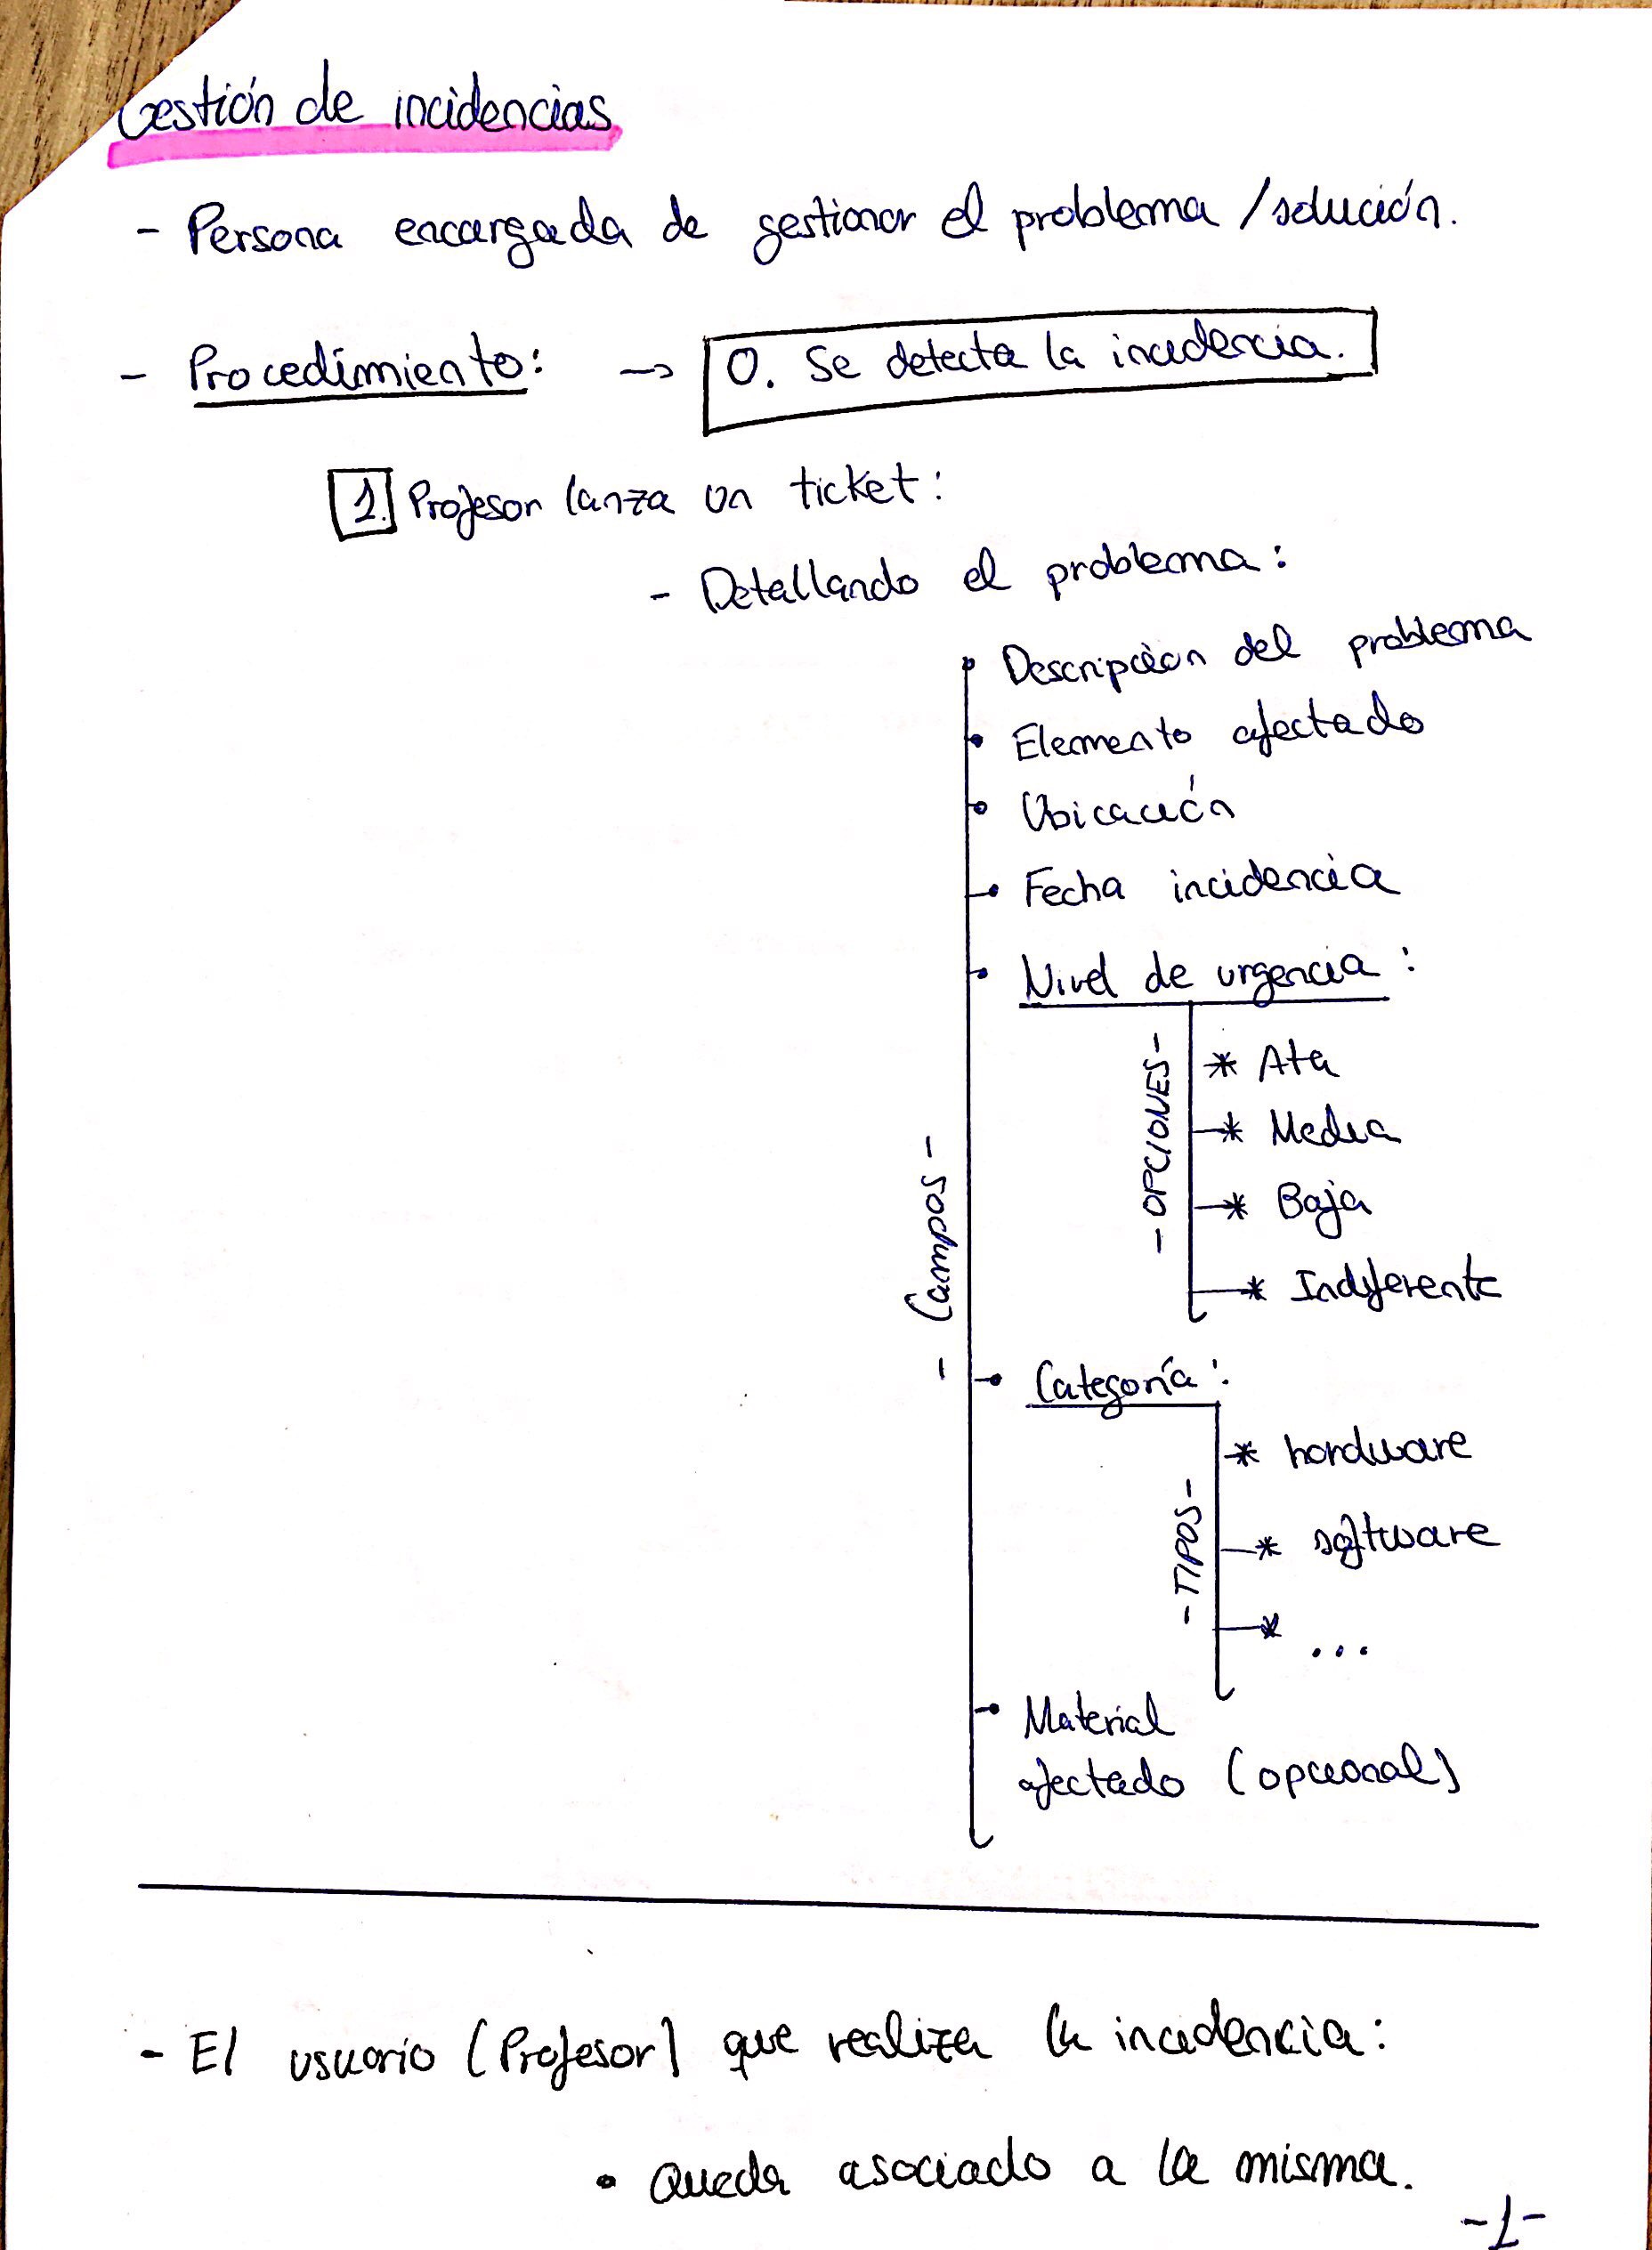 Gestión de incidencias
- Persona encargada de gestionar el problema / solución.
- Procedimiento: → 0. Se detecta la incidencia.
1. Profesor lanza un ticket:
- Detallando el problema:
- Campos -
• Descripción del problema
• Elemento afectado
• Ubicación
• Fecha incidencia
• Nivel de urgencia:
- OPCIONES -
* Alta
* Media
* Baja
* Indiferente
• Categoría:
- TIPOS -
* hardware
* software
* ...
• Material
afectado (opcional)
- El usuario (Profesor) que realiza la incidencia:
• Queda asociado a la misma.
-1-